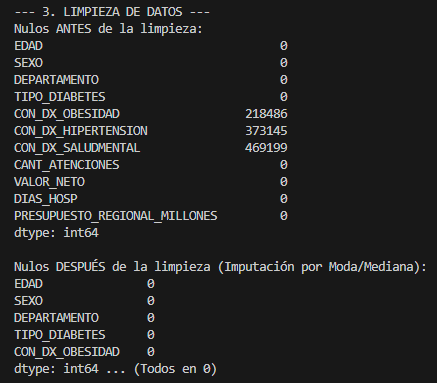 --- 3. LIMPIEZA DE DATOS ---
Nulos ANTES de la limpieza:
EDAD 0
SEXO 0
DEPARTAMENTO 0
TIPO_DIABETES 0
CON_DX_OBESIDAD 218486
CON_DX_HIPERTENSION 373145
CON_DX_SALUDMENTAL 469199
CANT_ATENCIONES 0
VALOR_NETO 0
DIAS_HOSP 0
PRESUPUESTO_REGIONAL_MILLONES 0
dtype: int64
Nulos DESPUÉS de la limpieza (Imputación por Moda/Mediana):
EDAD 0
SEXO 0
DEPARTAMENTO 0
TIPO_DIABETES 0
CON_DX_OBESIDAD 0
dtype: int64 ... (Todos en 0)